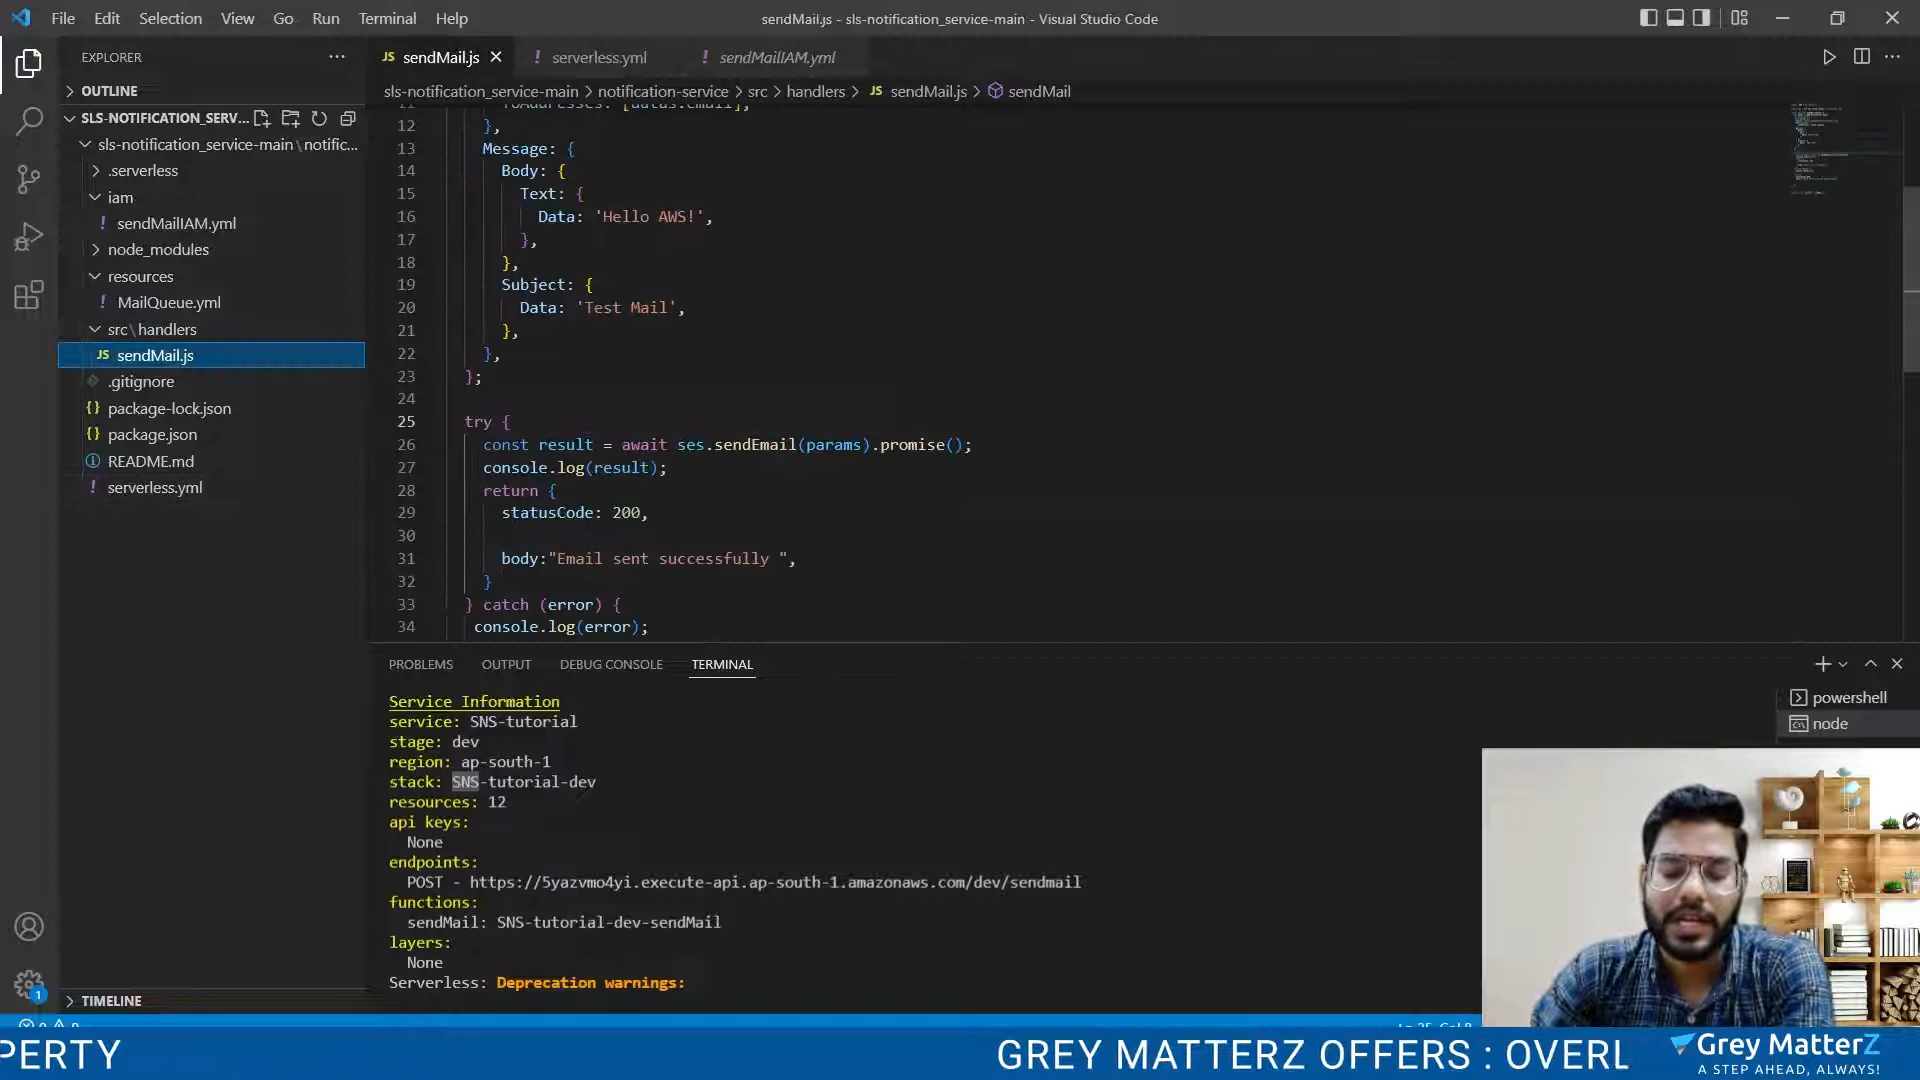 File Edit Selection View Go Run Terminal Help
sendMail.js - sls-notification_service-main - Visual Studio Code
EXPLORER
OUTLINE
SLS-NOTIFICATION_SERV...
sls-notification_service-main\notific...
.serverless
iam
! sendMailIAM.yml
node_modules
resources
! MailQueue.yml
src\handlers
JS sendMail.js
.gitignore
{} package-lock.json
{} package.json
README.md
! serverless.yml
TIMELINE
1
JS sendMail.js
! serverless.yml
! sendMailIAM.yml
sls-notification_service-main > notification-service > src > handlers > JS sendMail.js > sendMail
12 },
13 Message: {
14 Body: {
15 Text: {
16 Data: 'Hello AWS!',
17 },
18 },
19 Subject: {
20 Data: 'Test Mail',
21 },
22 },
23 };
24
25 try {
26 const result = await ses.sendEmail(params).promise();
27 console.log(result);
28 return {
29 statusCode: 200,
30
31 body:"Email sent successfully ",
32 }
33 } catch (error) {
34 console.log(error);
PROBLEMS OUTPUT DEBUG CONSOLE TERMINAL
Service Information
service: SNS-tutorial
stage: dev
region: ap-south-1
stack: SNS-tutorial-dev
resources: 12
api keys:
None
endpoints:
POST - https://5yazvmo4yi.execute-api.ap-south-1.amazonaws.com/dev/sendmail
functions:
sendMail: SNS-tutorial-dev-sendMail
layers:
None
Serverless: Deprecation warnings:
powershell
node
PERTY
GREY MATTERZ OFFERS : OVERL
Grey MatterZ
A STEP AHEAD, ALWAYS!